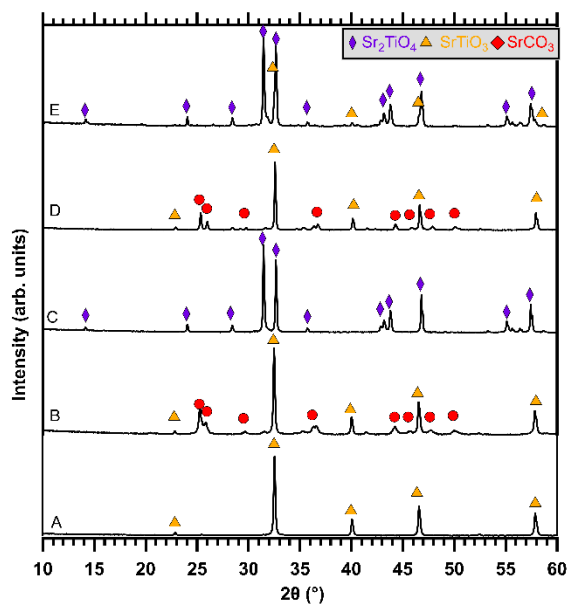 Sr₂TiO₄ SrTiO₃ SrCO₃
E
D
C
B
A
Intensity (arb. units)
10 15 20 25 30 35 40 45 50 55 60
2θ (°)